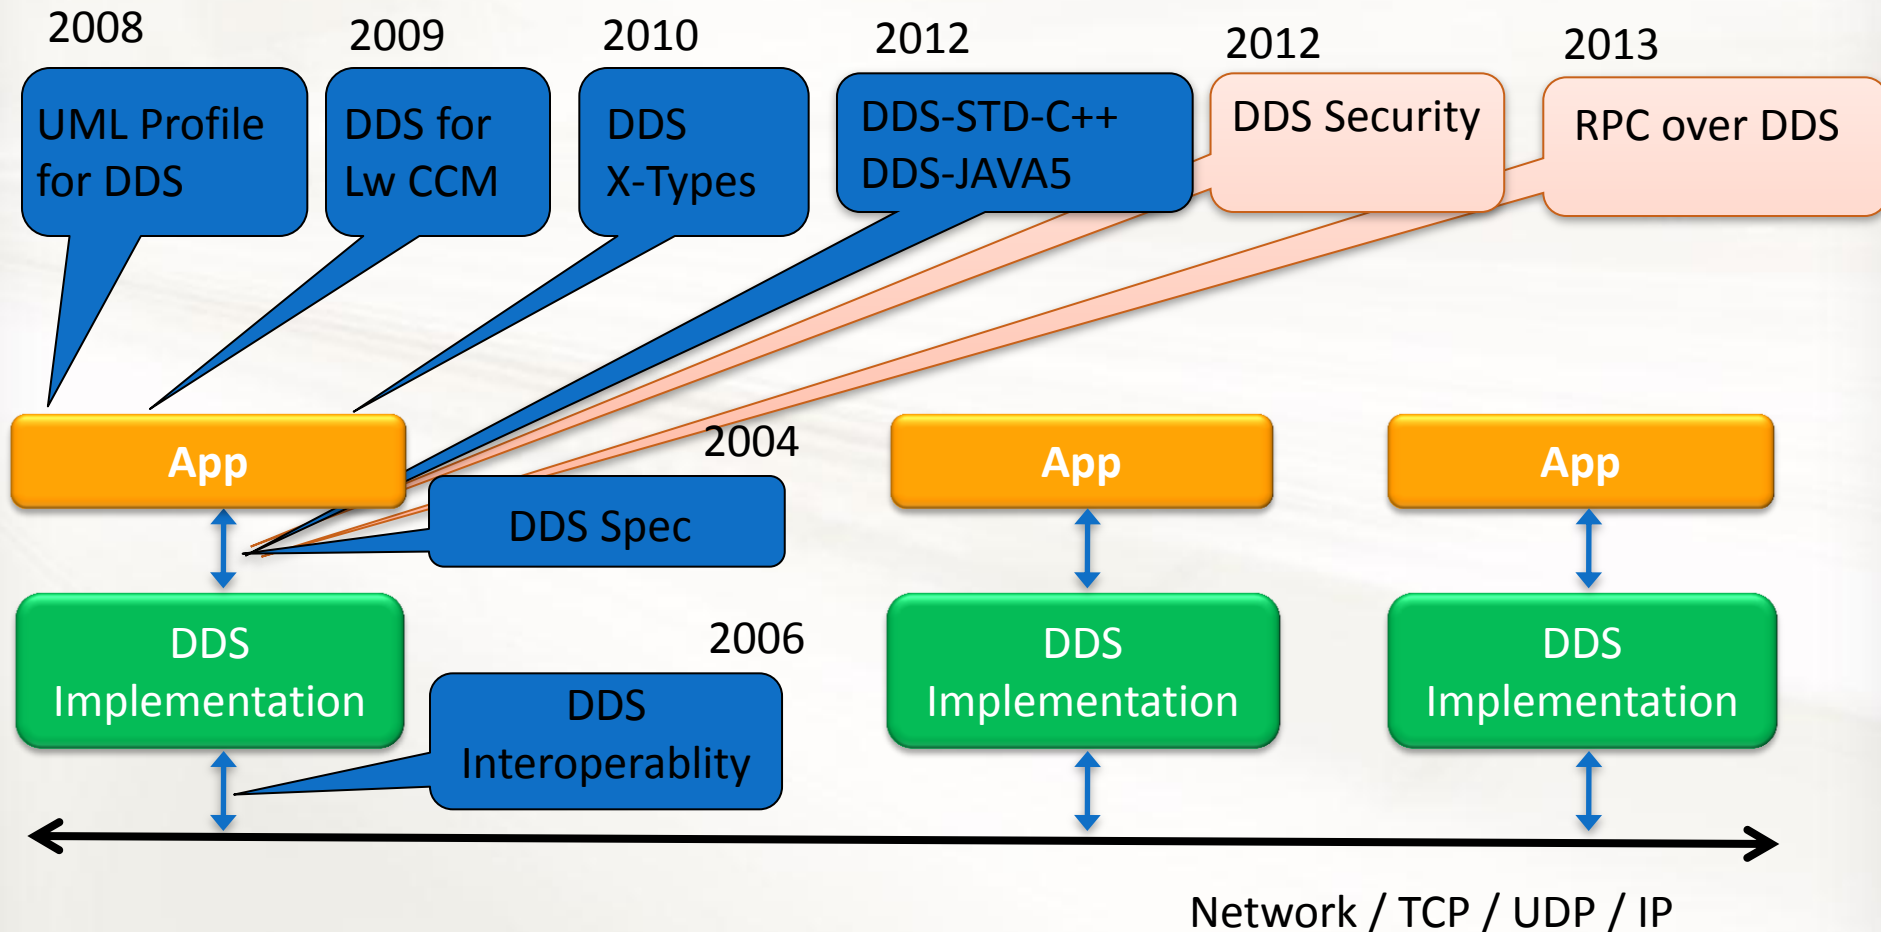 2008
2009
2010
2012
2012
2013
UML Profile
for DDS
DDS for
Lw CCM
DDS
X-Types
DDS-STD-C++
DDS-JAVA5
DDS Security
RPC over DDS
App
2004
App
App
DDS Spec
DDS
Implementation
2006
DDS
Interoperablity
DDS
Implementation
DDS
Implementation
Network / TCP / UDP / IP